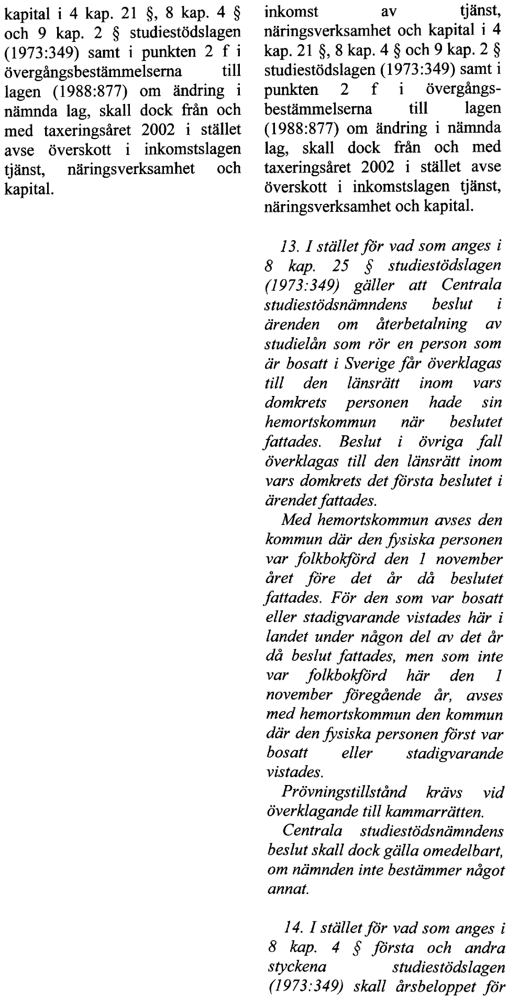 kapital i 4 kap. 21 §, 8 kap. 4 §
och 9 kap. 2 § studiestödslagen
(1973:349) samt i punkten 2 f i
övergångsbestämmelserna till
lagen (1988:877) om ändring i
nämnda lag, skall dock från och
med taxeringsåret 2002 i stället
avse överskott i inkomstslagen
tjänst, näringsverksamhet och
kapital.
inkomst av tjänst,
näringsverksamhet och kapital i 4
kap. 21 §, 8 kap. 4 § och 9 kap. 2 §
studiestödslagen (1973:349) samt i
punkten 2 f i övergångs-
bestämmelserna till lagen
(1988:877) om ändring i nämnda
lag, skall dock från och med
taxeringsåret 2002 i stället avse
överskott i inkomstslagen tjänst,
näringsverksamhet och kapital.
13. I stället för vad som anges i
8 kap. 25 § studiestödslagen
(1973:349) gäller att Centrala
studiestödsnämndens beslut i
ärenden om återbetalning av
studielån som rör en person som
är bosatt i Sverige får överklagas
till den länsrätt inom vars
domkrets personen hade sin
hemortskommun när beslutet
fattades. Beslut i övriga fall
överklagas till den länsrätt inom
vars domkrets det första beslutet i
ärendet fattades.
Med hemortskommun avses den
kommun där den fysiska personen
var folkbokförd den 1 november
året före det år då beslutet
fattades. För den som var bosatt
eller stadigvarande vistades här i
landet under någon del av det år
då beslut fattades, men som inte
var folkbokförd här den 1
november föregående år, avses
med hemortskommun den kommun
där den fysiska personen först var
bosatt eller stadigvarande
vistades.
Prövningstillstånd krävs vid
överklagande till kammarrätten.
Centrala studiestödsnämndens
beslut skall dock gälla omedelbart,
om nämnden inte bestämmer något
annat.
14. I stället för vad som anges i
8 kap. 4 § första och andra
styckena studiestödslagen
(1973:349) skall årsbeloppet för